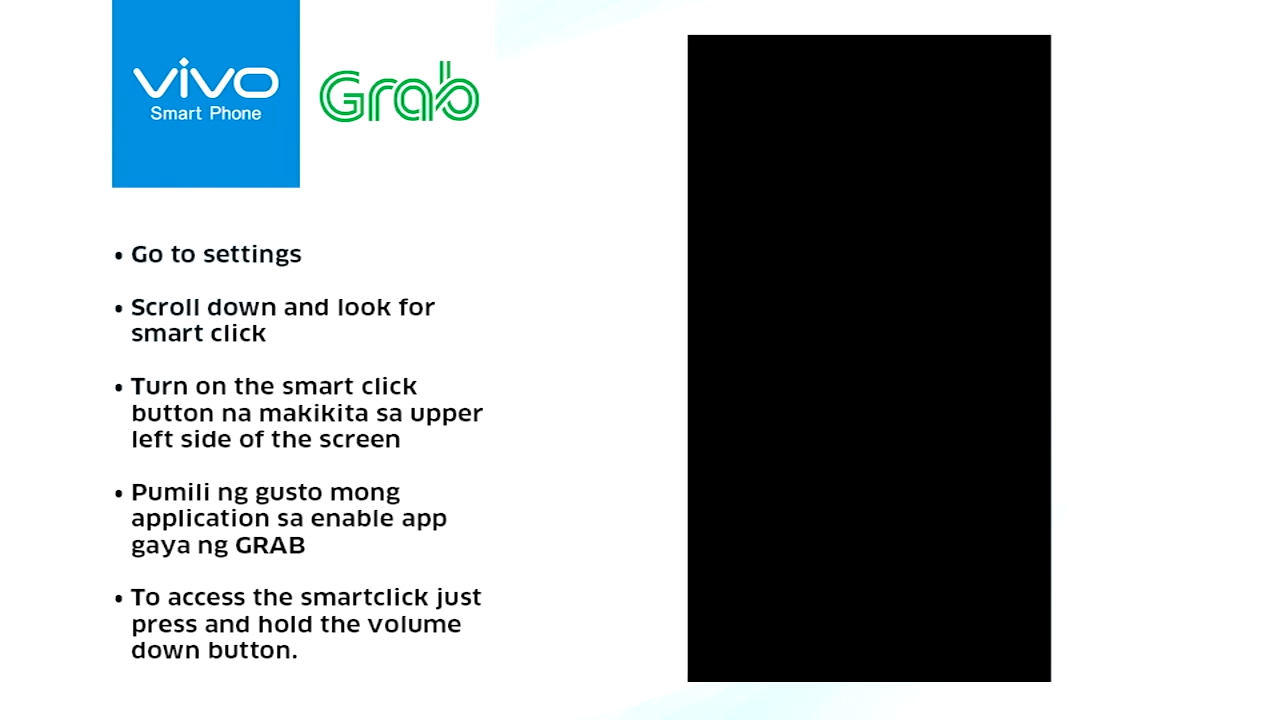 vivo
Smart Phone
Grab
• Go to settings
• Scroll down and look for
smart click
• Turn on the smart click
button na makikita sa upper
left side of the screen
• Pumili ng gusto mong
application sa enable app
gaya ng GRAB
• To access the smartclick just
press and hold the volume
down button.